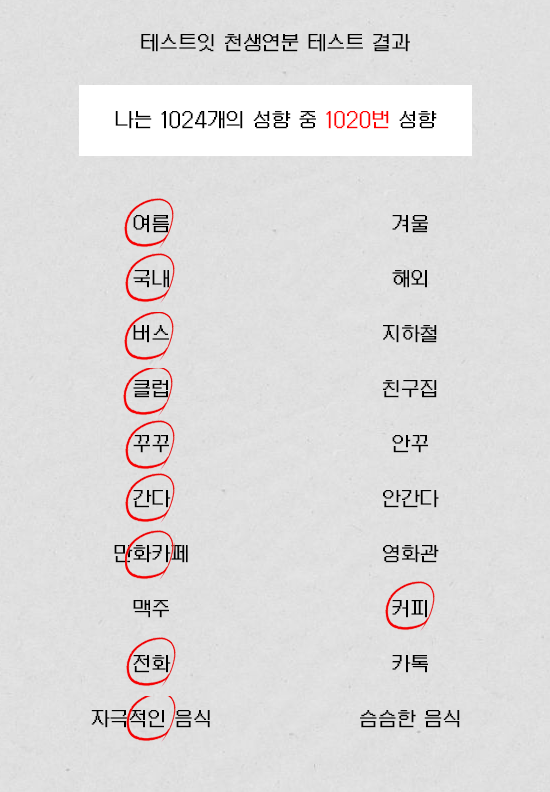 테스트잇 천생연분 테스트 결과
나는 1024개의 성향 중 1020번 성향
여름 겨울
국내 해외
버스 지하철
클럽 친구집
꾸꾸 안꾸
간다 안간다
만화카페 영화관
맥주 커피
전화 카톡
자극적인 음식 슴슴한 음식